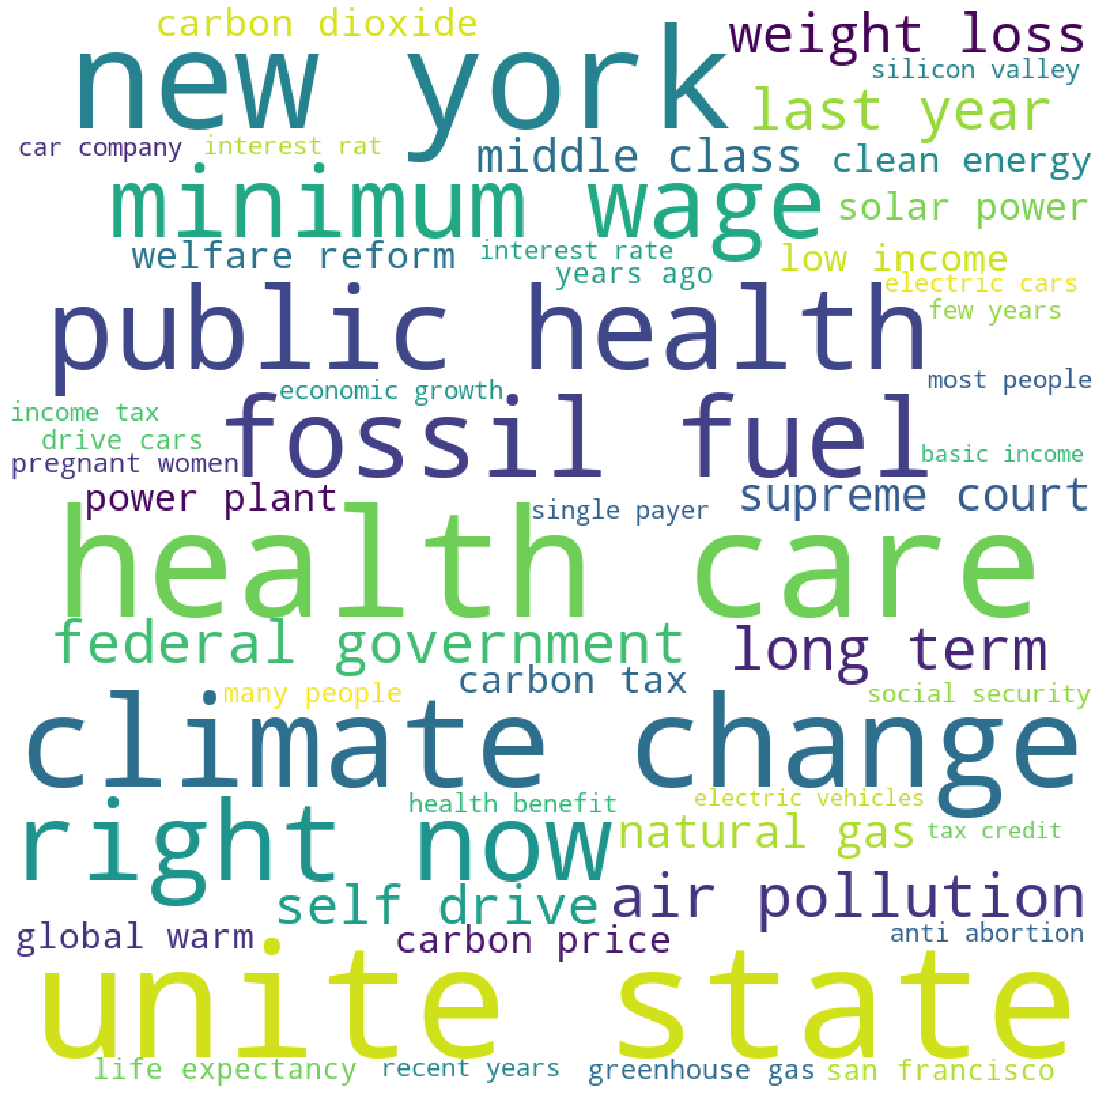 carbon dioxide
weight loss
new york
silicon valley
last year
car company
interest rat
middle class
clean energy
minimum wage
solar power
welfare reform
interest rate
low income
years ago
electric cars
public health
few years
economic growth
most people
income tax
fossil fuel
drive cars
basic income
pregnant women
power plant
supreme court
single payer
health care
federal government
long term
carbon tax
many people
social security
climate change
health benefit
electric vehicles
right now
natural gas
tax credit
self drive
air pollution
global warm
carbon price
anti abortion
unite state
life expectancy
recent years
greenhouse gas
san francisco